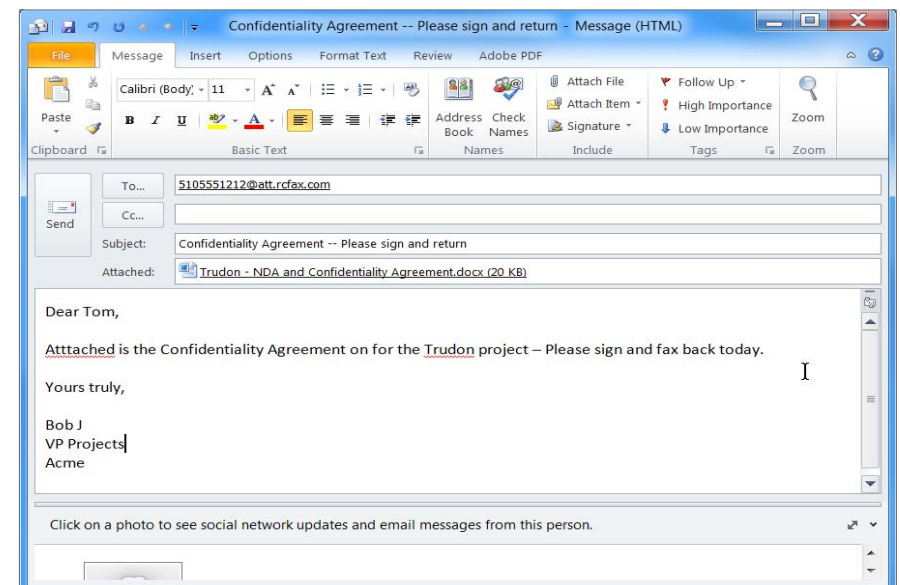 Confidentiality Agreement -- Please sign and return - Message (HTML)
File Message Insert Options Format Text Review Adobe PDF
Calibri (Body) 11
Attach File
Follow Up
Attach Item
High Importance
Paste
B I U
Address Check
Zoom
Book Names
Signature
Low Importance
Clipboard Basic Text Names Include Tags Zoom
To... 5105551212@att.rcfax.com
Cc...
Send
Subject: Confidentiality Agreement -- Please sign and return
Attached: Trudon - NDA and Confidentiality Agreement.docx (20 KB)
Dear Tom,
Atttached is the Confidentiality Agreement on for the Trudon project – Please sign and fax back today.
Yours truly,
Bob J
VP Projects
Acme
Click on a photo to see social network updates and email messages from this person.